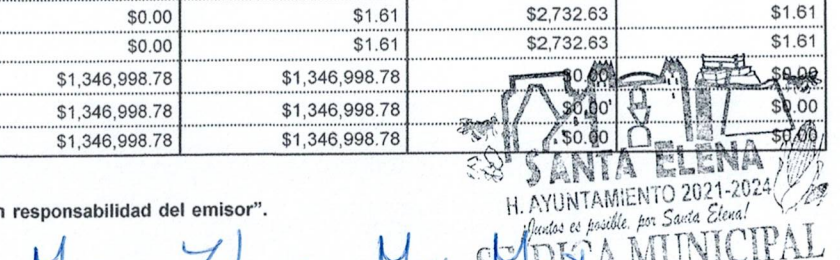 $0.00 $1.61 $2,732.63 $1.61
$0.00 $1.61 $2,732.63 $1.61
$1,346,998.78 $1,346,998.78 $0.00 $0.00
$1,346,998.78 $1,346,998.78 $0.00 $0.00
$1,346,998.78 $1,346,998.78 $0.00 $0.00
SANTA ELENA
H. AYUNTAMIENTO 2021-2024
n responsabilidad del emisor”.
¡Juntos es posible, por Santa Elena!
SINDICA MUNICIPAL